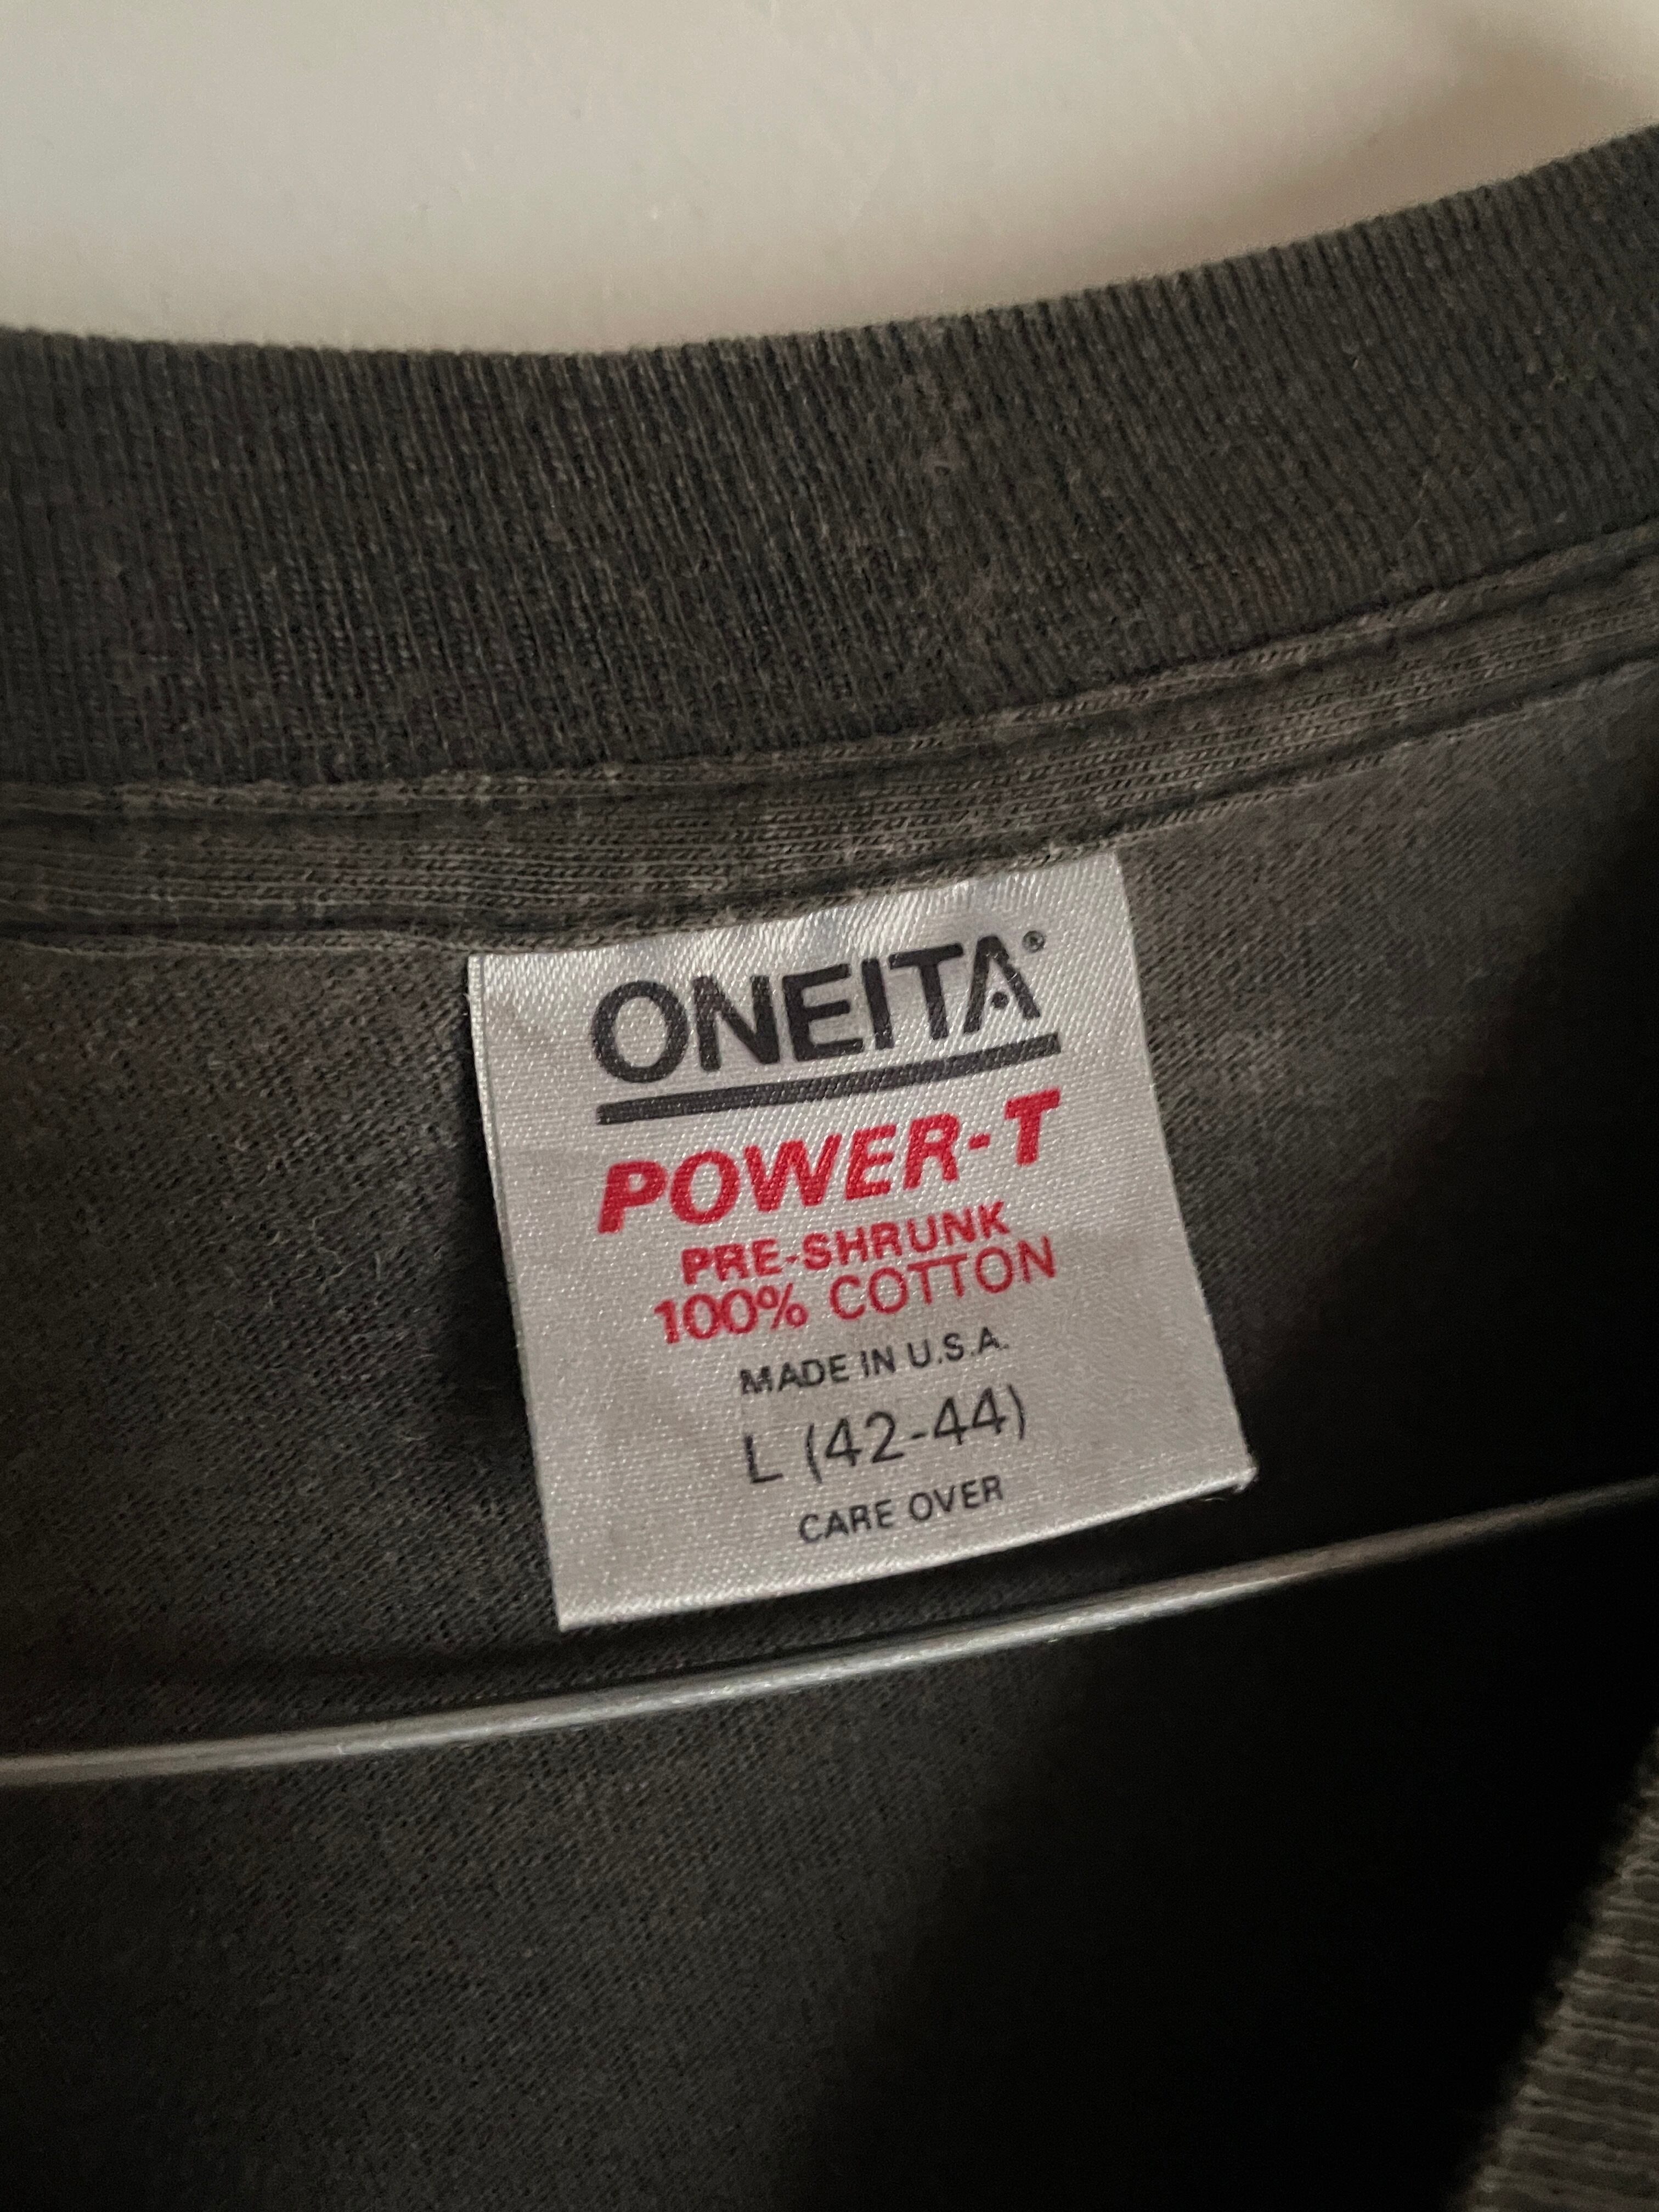 ONEITA®
POWER-T
PRE-SHRUNK
100% COTTON
MADE IN U.S.A.
L (42-44)
CARE OVER